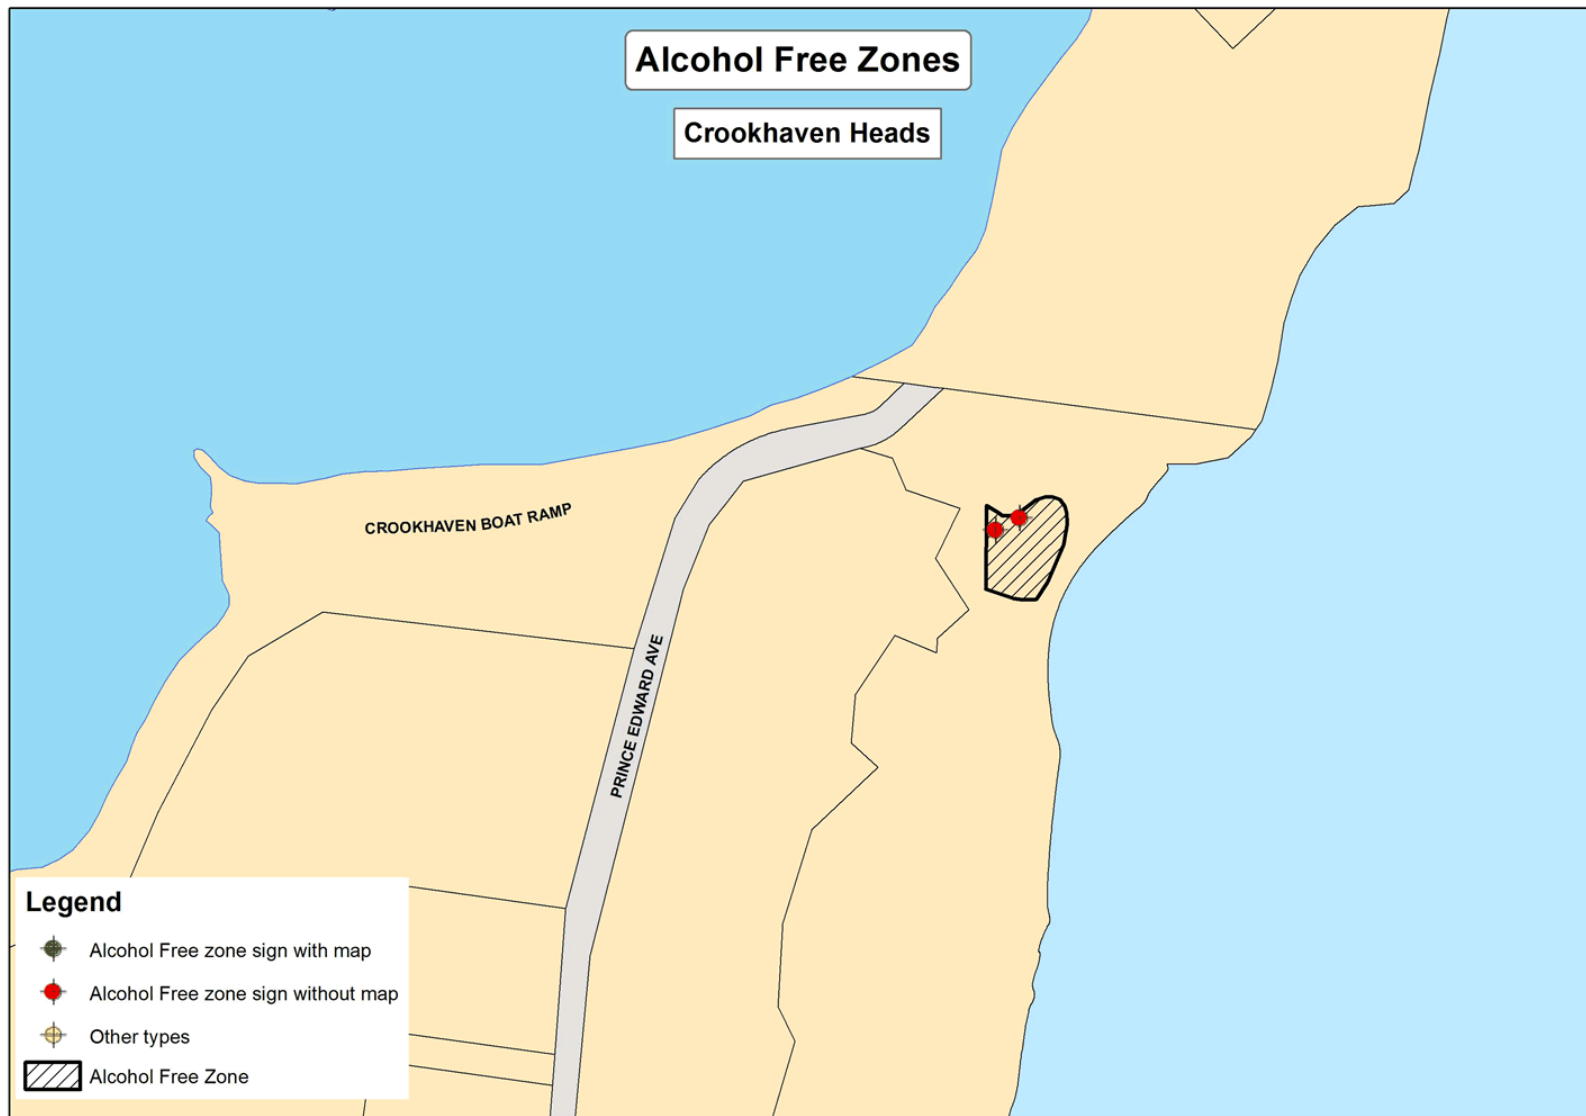 Alcohol Free Zones
Crookhaven Heads
CROOKHAVEN BOAT RAMP
PRINCE EDWARD AVE
Legend
Alcohol Free zone sign with map
Alcohol Free zone sign without map
Other types
Alcohol Free Zone